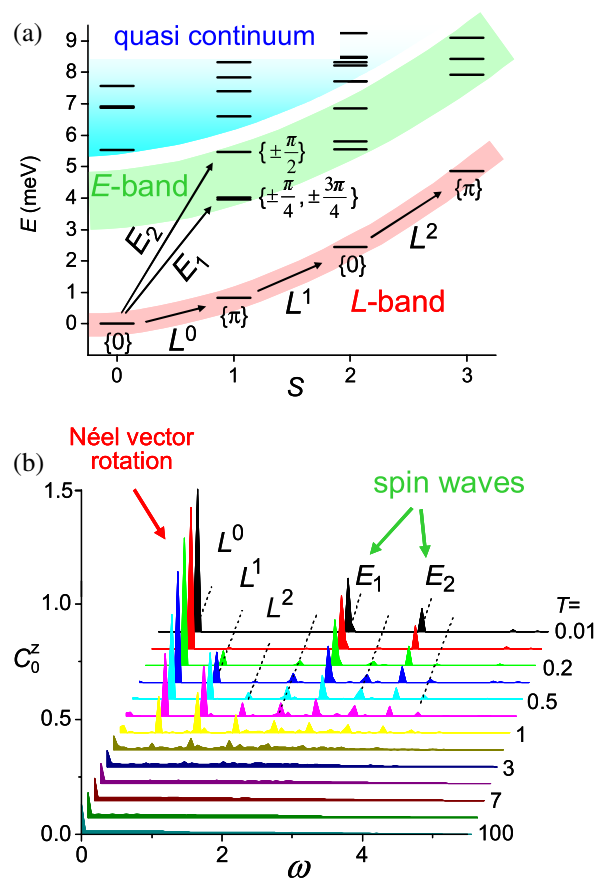 (a)
quasi continuum
9
8
7
6
5
4
3
2
1
0
E (meV)
E-band
{± π/2}
{± π/4, ± 3π/4}
E2
E1
{π}
L²
{0}
L¹
L-band
{0}
L⁰
{π}
0
1
2
3
S
(b)
Néel vector
rotation
spin waves
1.5
1.0
0.5
0.0
C₀ᶻ
L⁰
L¹
L²
E₁
E₂
T=
0.01
0.2
0.5
1
3
7
100
0
2
4
ω